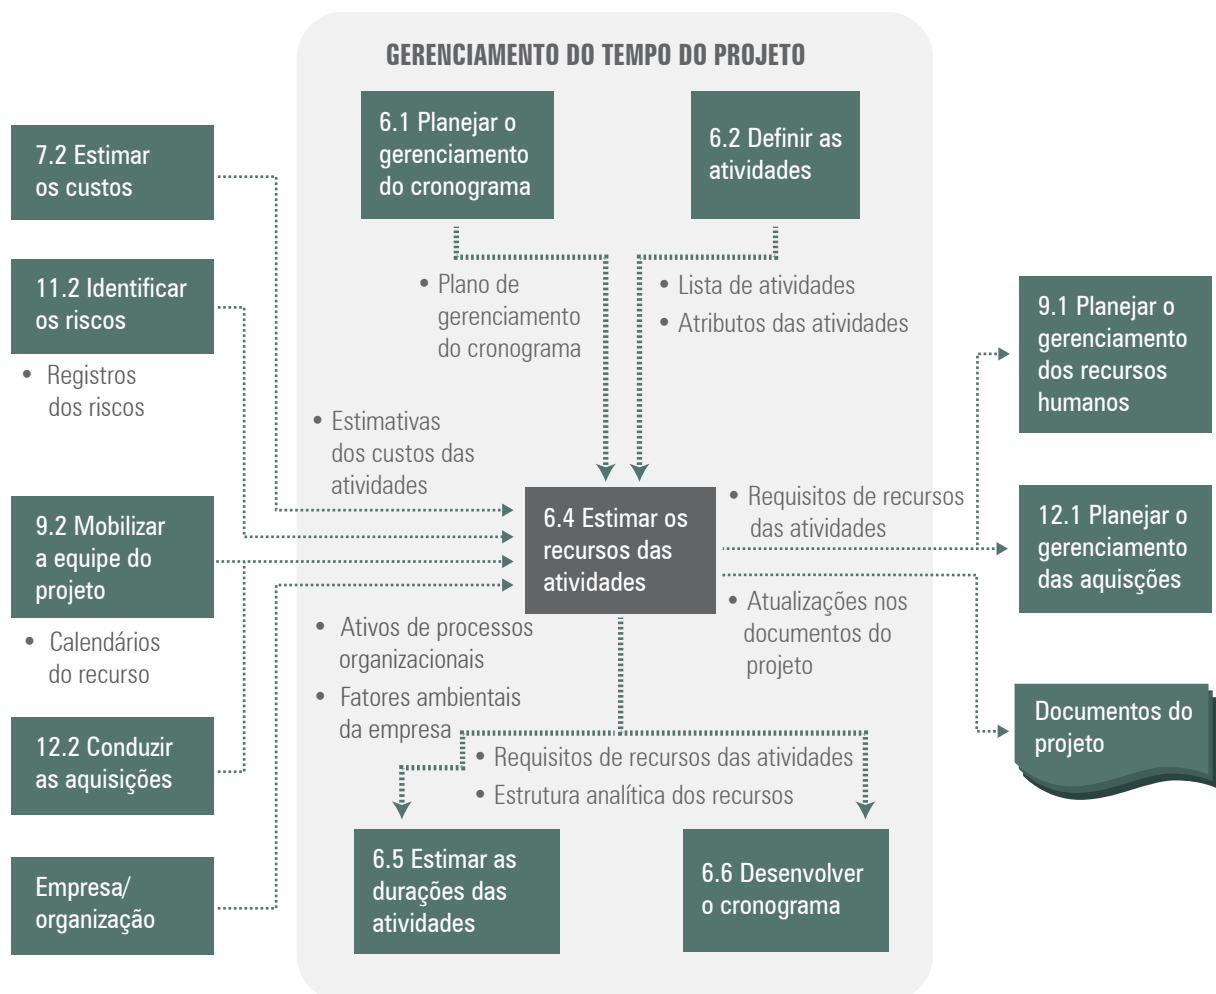 GERENCIAMENTO DO TEMPO DO PROJETO
6.1 Planejar o
gerenciamento
do cronograma
6.2 Definir as
atividades
7.2 Estimar
os custos
11.2 Identificar
os riscos
• Registros
dos riscos
• Plano de
gerenciamento
do cronograma
• Lista de atividades
• Atributos das atividades
9.1 Planejar o
gerenciamento
dos recursos
humanos
• Estimativas
dos custos das
atividades
9.2 Mobilizar
a equipe do
projeto
• Calendários
do recurso
6.4 Estimar os
recursos das
atividades
• Requisitos de recursos
das atividades
12.1 Planejar o
gerenciamento
das aquisções
• Ativos de processos
organizacionais
• Fatores ambientais
da empresa
• Atualizações nos
documentos do
projeto
12.2 Conduzir
as aquisições
Documentos do
projeto
• Requisitos de recursos das atividades
• Estrutura analítica dos recursos
Empresa/
organização
6.5 Estimar as
durações das
atividades
6.6 Desenvolver
o cronograma